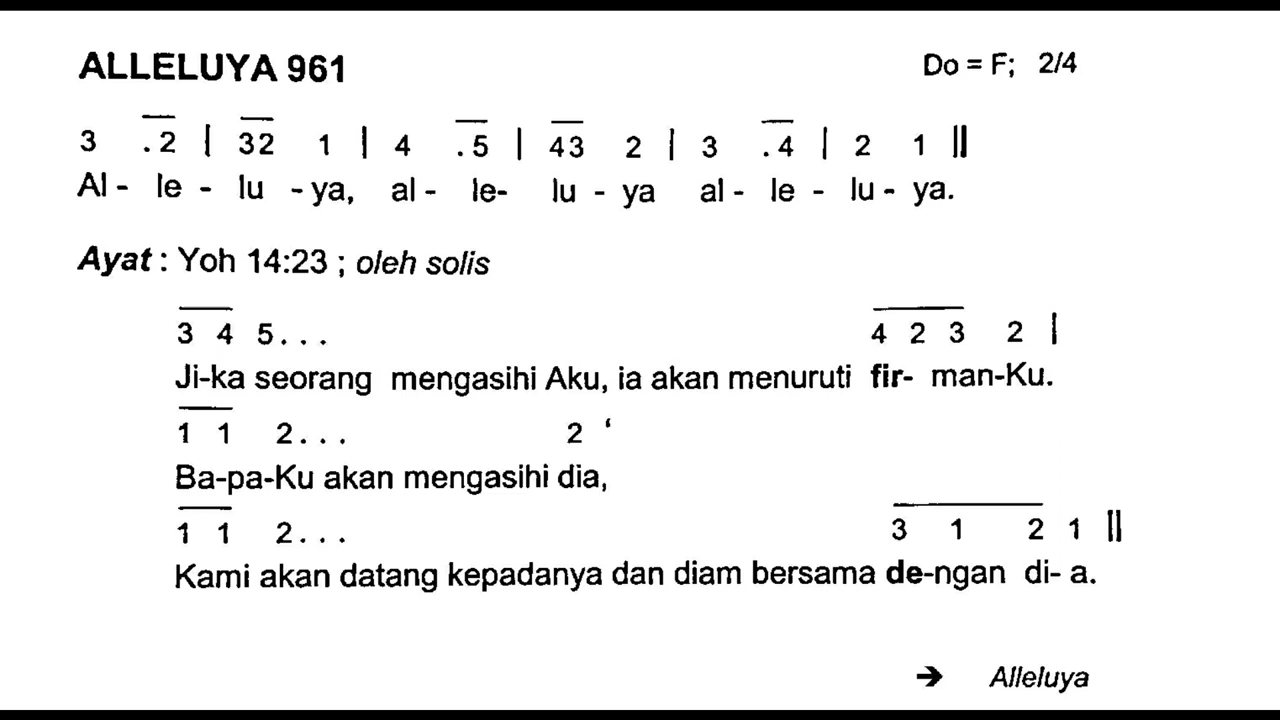 ALLELUYA 961 Do = F; 2/4
3 .2 | 32 1 | 4 .5 | 43 2 | 3 .4 | 2 1 ||
Al - le - lu - ya, al - le- lu - ya al - le - lu - ya.
Ayat : Yoh 14:23 ; oleh solis
3 4 5... 4 2 3 2 |
Ji-ka seorang mengasihi Aku, ia akan menuruti fir- man-Ku.
1 1 2... 2 ‘
Ba-pa-Ku akan mengasihi dia,
1 1 2... 3 1 2 1 ||
Kami akan datang kepadanya dan diam bersama de-ngan di- a.
→ Alleluya